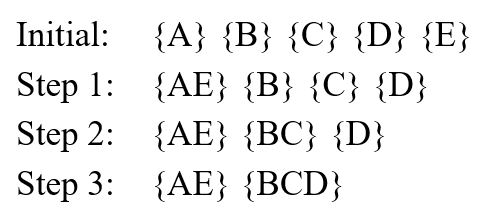 Initial: {A} {B} {C} {D} {E}
Step 1: {AE} {B} {C} {D}
Step 2: {AE} {BC} {D}
Step 3: {AE} {BCD}